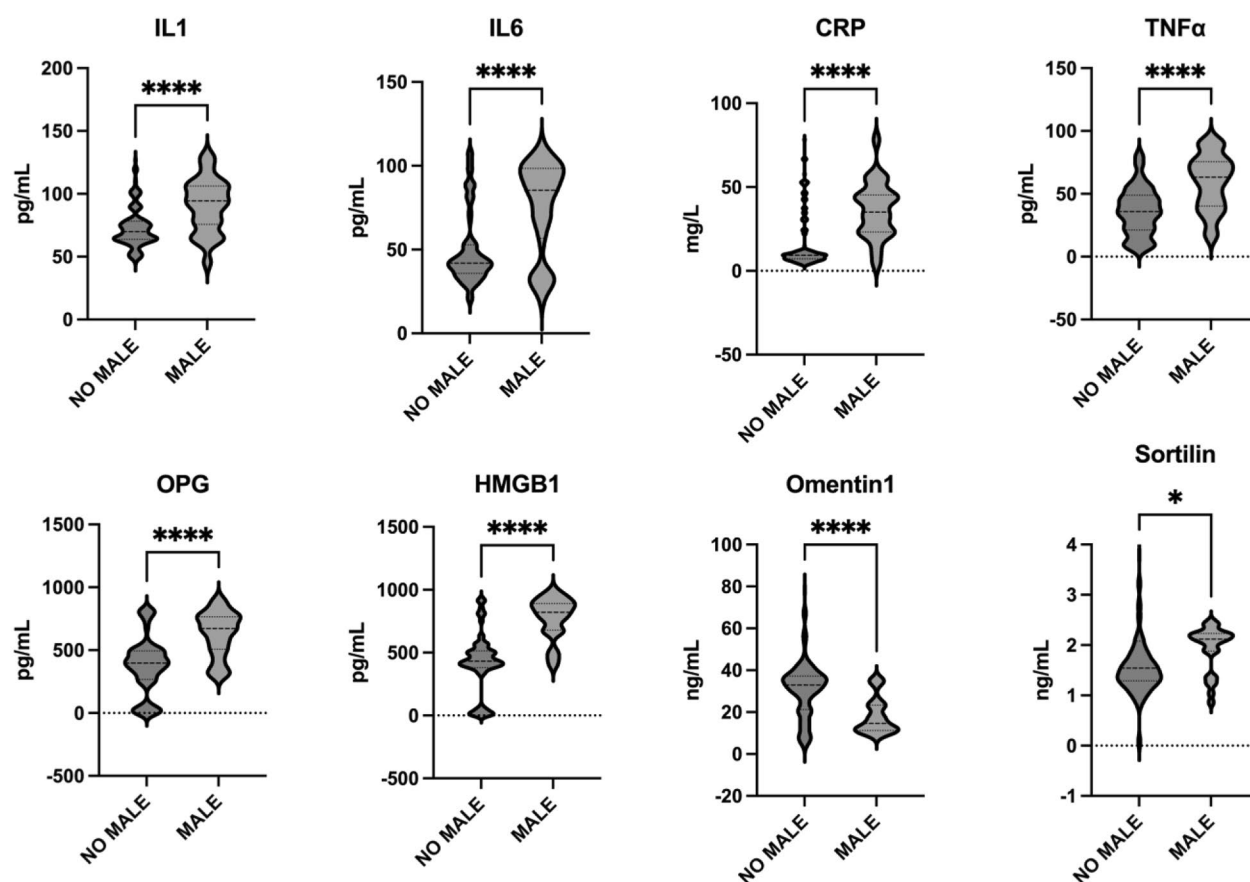 IL1
****
200
150
100
50
0
pg/mL
NO MALE
MALE
IL6
****
150
100
50
0
pg/mL
NO MALE
MALE
CRP
****
100
50
0
-50
mg/L
NO MALE
MALE
TNFα
****
150
100
50
0
-50
pg/mL
NO MALE
MALE
OPG
****
1500
1000
500
0
-500
pg/mL
NO MALE
MALE
HMGB1
****
1500
1000
500
0
-500
pg/mL
NO MALE
MALE
Omentin1
****
100
80
60
40
20
0
-20
ng/mL
NO MALE
MALE
Sortilin
*
4
3
2
1
0
-1
ng/mL
NO MALE
MALE